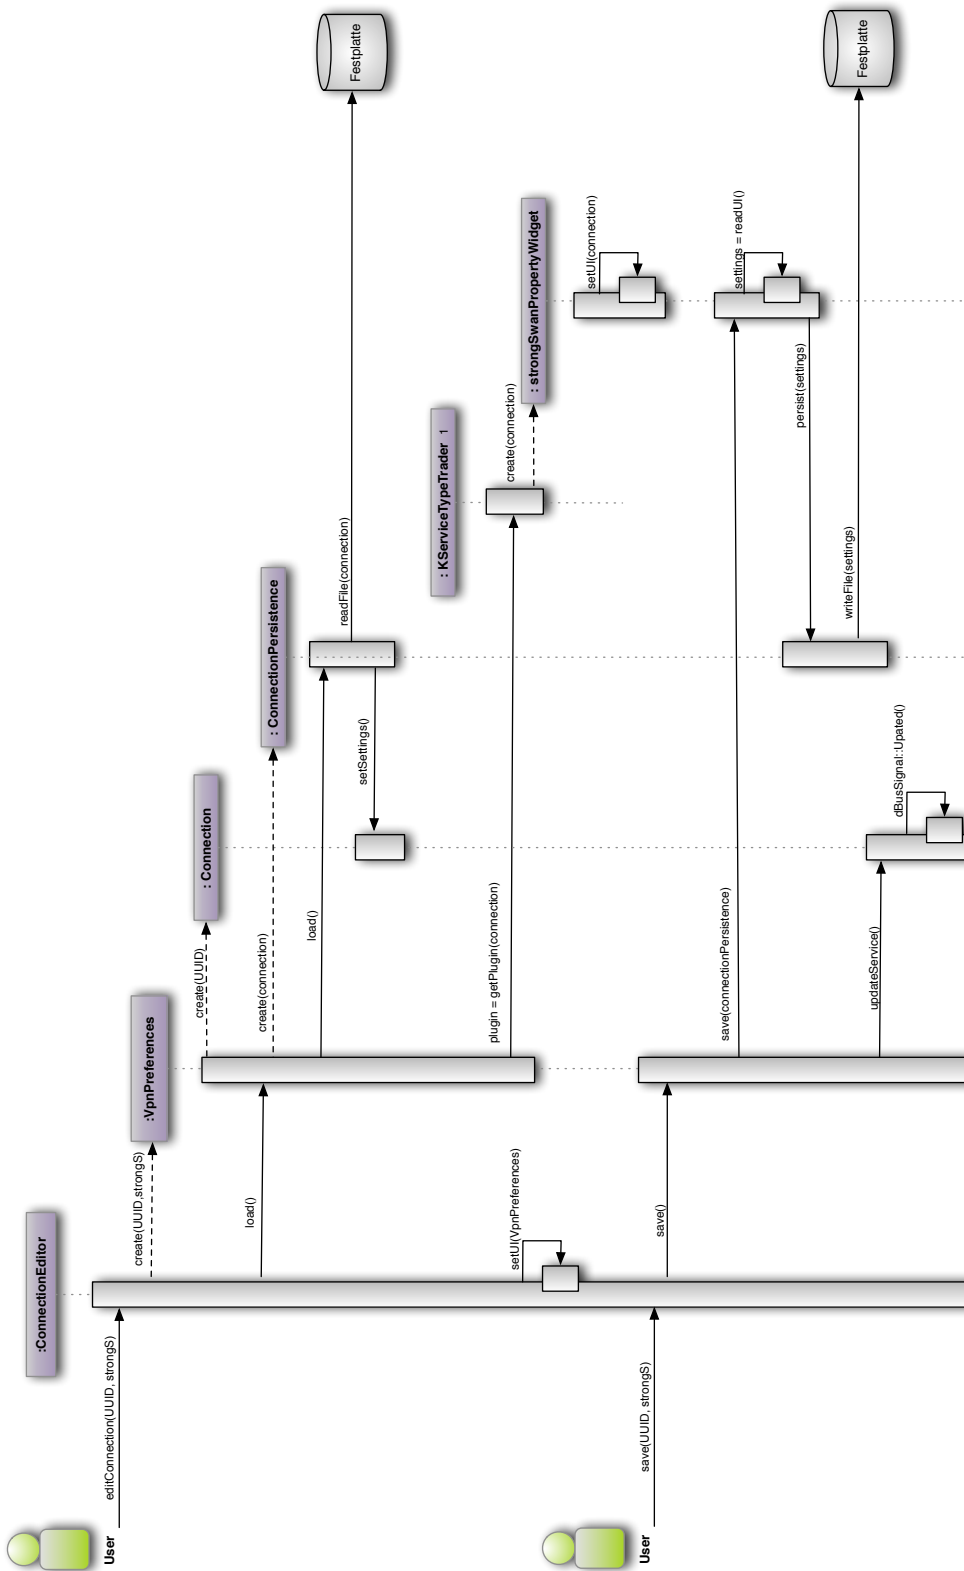 :ConnectionEditor
User
editConnection(UUID, strongS)
:VpnPreferences
create(UUID,strongS)
: Connection
create(UUID)
load()
: ConnectionPersistence
create(connection)
load()
readFile(connection)
Festplatte
setSettings()
: KServiceTypeTrader 1
plugin = getPlugin(connection)
create(connection)
: strongSwanPropertyWidget
setUI(VpnPreferences)
setUI(connection)
User
save(UUID, strongS)
save()
save(connectionPersistence)
settings = readUI()
persist(settings)
writeFile(settings)
Festplatte
updateService()
dBusSignal::Upated()